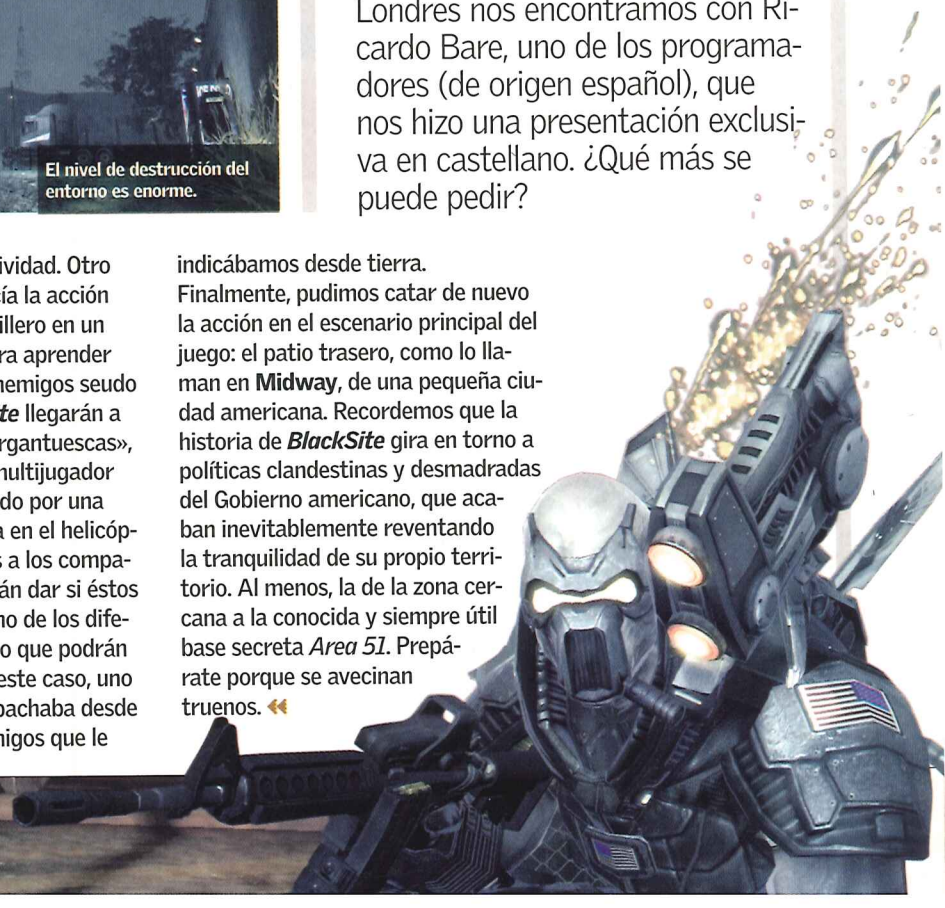 Londres nos encontramos con Ri-
cardo Bare, uno de los programa-
dores (de origen español), que
nos hizo una presentación exclusi-
va en castellano. ¿Qué más se
puede pedir?
El nivel de destrucción del
entorno es enorme.
ividad. Otro
ía la acción
illero en un
ra aprender
nemigos seudo
te llegarán a
rgantuescas»,
multijugador
do por una
a en el helicóp-
s a los compa-
án dar si éstos
no de los dife-
o que podrán
este caso, uno
pachaba desde
migos que le
indicábamos desde tierra.
Finalmente, pudimos catar de nuevo
la acción en el escenario principal del
juego: el patio trasero, como lo lla-
man en Midway, de una pequeña ciu-
dad americana. Recordemos que la
historia de BlackSite gira en torno a
políticas clandestinas y desmadradas
del Gobierno americano, que aca-
ban inevitablemente reventando
la tranquilidad de su propio terri-
torio. Al menos, la de la zona cer-
cana a la conocida y siempre útil
base secreta Area 51. Prepá-
rate porque se avecinan
truenos.